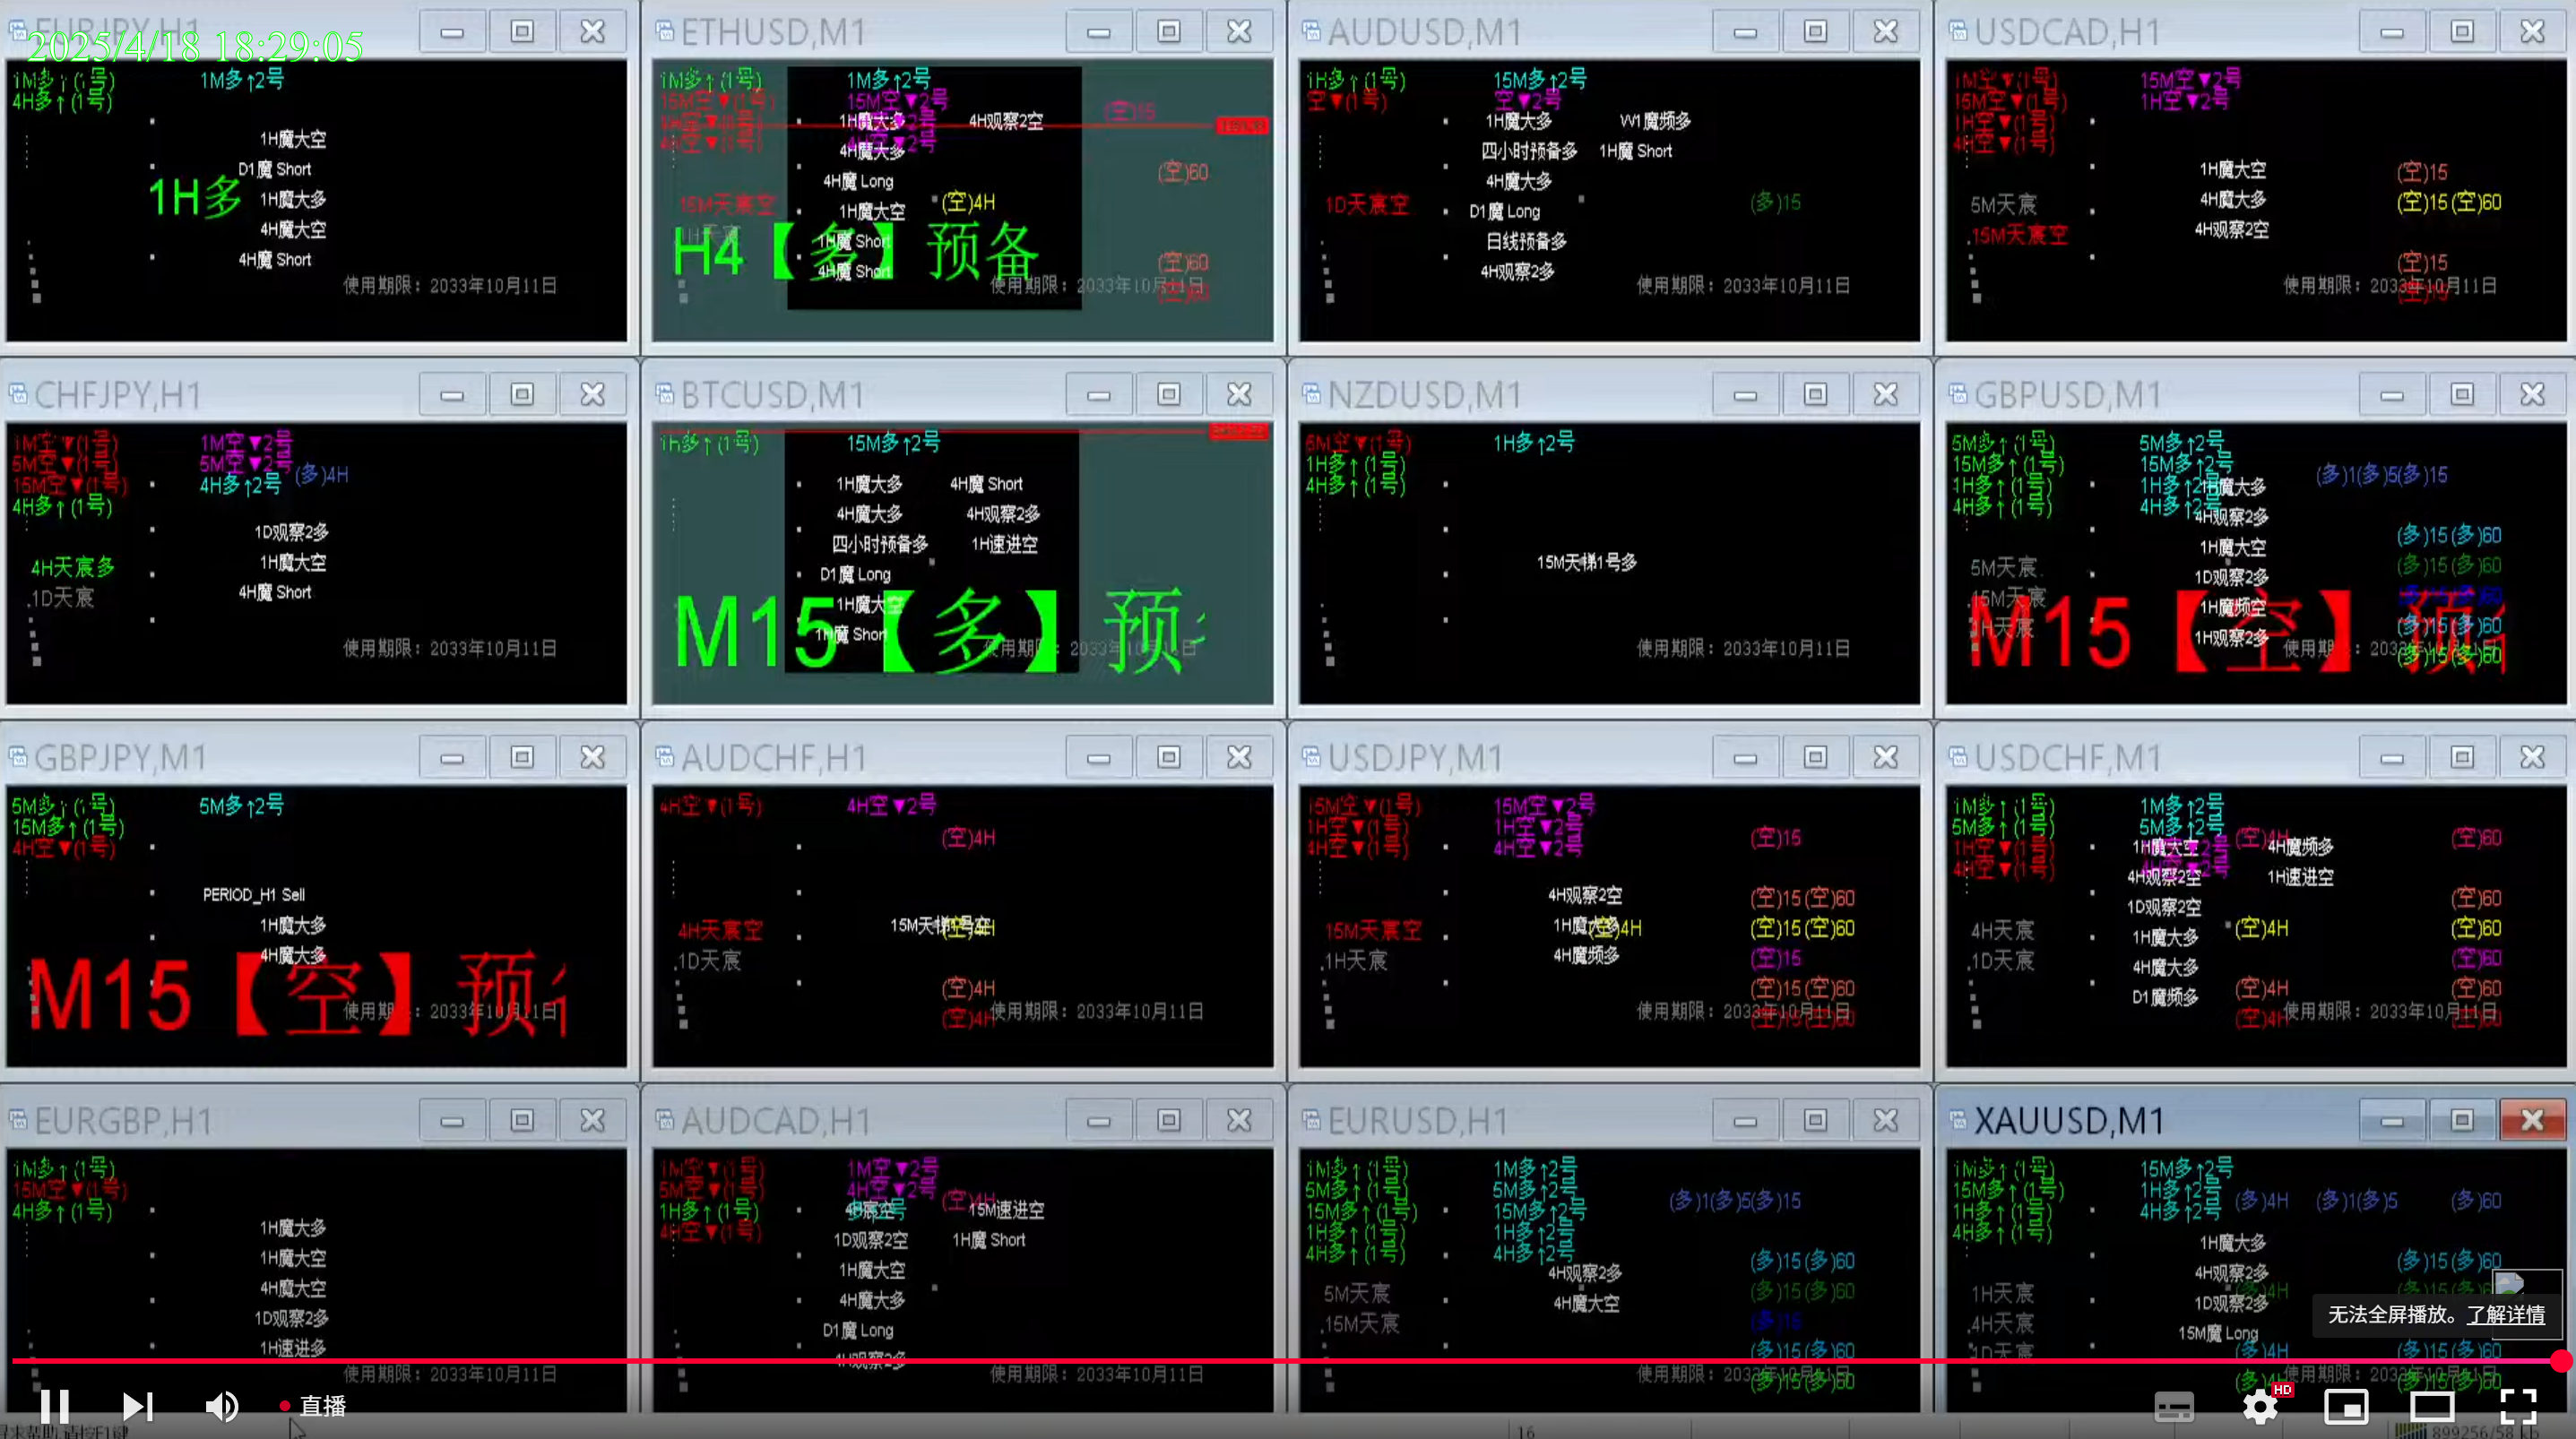 EURJPY,H1
2025/4/18 18:29:05
1M多↑(1号)
4H多↑(1号)
1M多↑2号
1H魔大空
D1魔 Short
1H多
1H魔大多
4H魔大空
4H魔 Short
使用期限：2033年10月11日
ETHUSD,M1
1M多↑(1号)
15M空▼(1号)
4H空▼(1号)
1M多↑2号
15M空▼2号
4H空▼2号
1H魔大多
4H观察2空
(空)15
4H魔大多
(空)60
4H魔 Long
15M天宸空
(空)4H
1H魔大空
1H魔 Short
H4【多】预备
4H魔 Short
(空)60
(空)60
使用期限：2033年10月11日
AUDUSD,M1
1H多↑(1号)
空▼(1号)
15M多↑2号
空▼2号
1H魔大多
W1魔频多
四小时预备多
1H魔 Short
4H魔大多
1D天宸空
(多)15
D1魔 Long
日线预备多
4H观察2多
使用期限：2033年10月11日
USDCAD,H1
1M空▼(1号)
15M空▼(1号)
1H空▼(1号)
4H空▼(1号)
15M空▼2号
1H空▼2号
1H魔大空
(空)15
5M天宸
4H魔大多
(空)15(空)60
.15M天宸空
4H观察2空
(空)15
(空)15
使用期限：2033年10月11日
CHFJPY,H1
1M空▼(1号)
5M空▼(1号)
15M空▼(1号)
4H多↑(1号)
1M空▼2号
5M空▼2号
4H多↑2号
(多)4H
1D观察2多
4H天宸多
1H魔大空
.1D天宸
4H魔 Short
使用期限：2033年10月11日
BTCUSD,M1
1h多↑(1号)
15M多↑2号
1H魔大多
4H魔 Short
4H魔大多
4H观察2多
四小时预备多
1H速进空
D1魔 Long
1H魔大空
1H魔 Short
M15【多】预
使用期限：2033年10月11日
NZDUSD,M1
5M空▼(1号)
1H多↑(1号)
4H多↑(1号)
1H多↑2号
15M天梯1号多
使用期限：2033年10月11日
GBPUSD,M1
5M多↑(1号)
15M多↑(1号)
1H多↑(1号)
4H多↑(1号)
5M多↑2号
15M多↑2号
1H多↑2号
4H多↑2号
(多)1(多)5(多)15
1H魔大多
4H观察2多
(多)15(多)60
1H魔大空
5M天宸
(多)15(多)60
1D观察2多
.15M天宸
(多)15(多)60
1H魔频空
1H天宸
(多)15(多)60
1H观察2多
(多)15(多)60
M15【空】预
使用期限：2033年10月11日
GBPJPY,M1
5M多↑(1号)
15M多↑(1号)
4H空▼(1号)
5M多↑2号
PERIOD_H1 Sell
1H魔大多
4H魔大多
M15【空】预
使用期限：2033年10月11日
AUDCHF,H1
4H空▼(1号)
4H空▼2号
(空)4H
4H天宸空
15M天梯1号空
(空)4H
.1D天宸
(空)4H
(空)4H
使用期限：2033年10月11日
USDJPY,M1
15M空▼(1号)
1H空▼(1号)
4H空▼(1号)
15M空▼2号
1H空▼2号
4H空▼2号
(空)15
4H观察2空
(空)15(空)60
15M天宸空
1H魔大多
(空)4H
(空)15(空)60
.1H天宸
4H魔频多
(空)15
(空)15(空)60
(空)15(空)60
使用期限：2033年10月11日
USDCHF,M1
1M多↑(1号)
5M多↑(1号)
1H空▼(1号)
4H空▼(1号)
1M多↑2号
5M多↑2号
(空)4H
(空)60
1H魔大空
4H魔频多
4H观察2空
1H速进空
1D观察2空
(空)60
4H天宸
1H魔大多
(空)4H
(空)60
.1D天宸
4H魔大多
(空)60
D1魔频多
(空)4H
(空)60
(空)4H
(空)60
使用期限：2033年10月11日
EURGBP,H1
1M多↑(1号)
15M空▼(1号)
4H多↑(1号)
1H魔大多
1H魔大空
4H魔大空
1D观察2多
1H速进多
使用期限：2033年10月11日
AUDCAD,H1
1M空▼(1号)
5M空▼(1号)
1H多↑(1号)
4H空▼(1号)
1M空▼2号
4H空▼2号
(空)4H
15M速进空
1D观察2空
1H魔 Short
1H魔大空
4H魔大多
D1魔 Long
4H观察2多
使用期限：2033年10月11日
EURUSD,H1
1M多↑(1号)
5M多↑(1号)
15M多↑(1号)
1H多↑(1号)
4H多↑(1号)
1M多↑2号
5M多↑2号
15M多↑2号
1H多↑2号
4H多↑2号
(多)1(多)5(多)15
(多)15(多)60
4H观察2多
5M天宸
(多)15(多)60
4H魔大空
.15M天宸
(多)15
(多)15(多)60
(多)15(多)60
使用期限：2033年10月11日
XAUUSD,M1
1M多↑(1号)
15M多↑(1号)
1H多↑(1号)
4H多↑(1号)
15M多↑2号
1H多↑2号
4H多↑2号
(多)4H
(多)1(多)5
(多)60
1H魔大多
(多)15(多)60
4H观察2多
1H天宸
1D观察2多
.4H天宸
15M魔 Long
1D天宸
(多)4H
(多)15(多)60
使用期限：2033年10月11日
无法全屏播放。了解详情
直播
HD
16
899256/58 kb